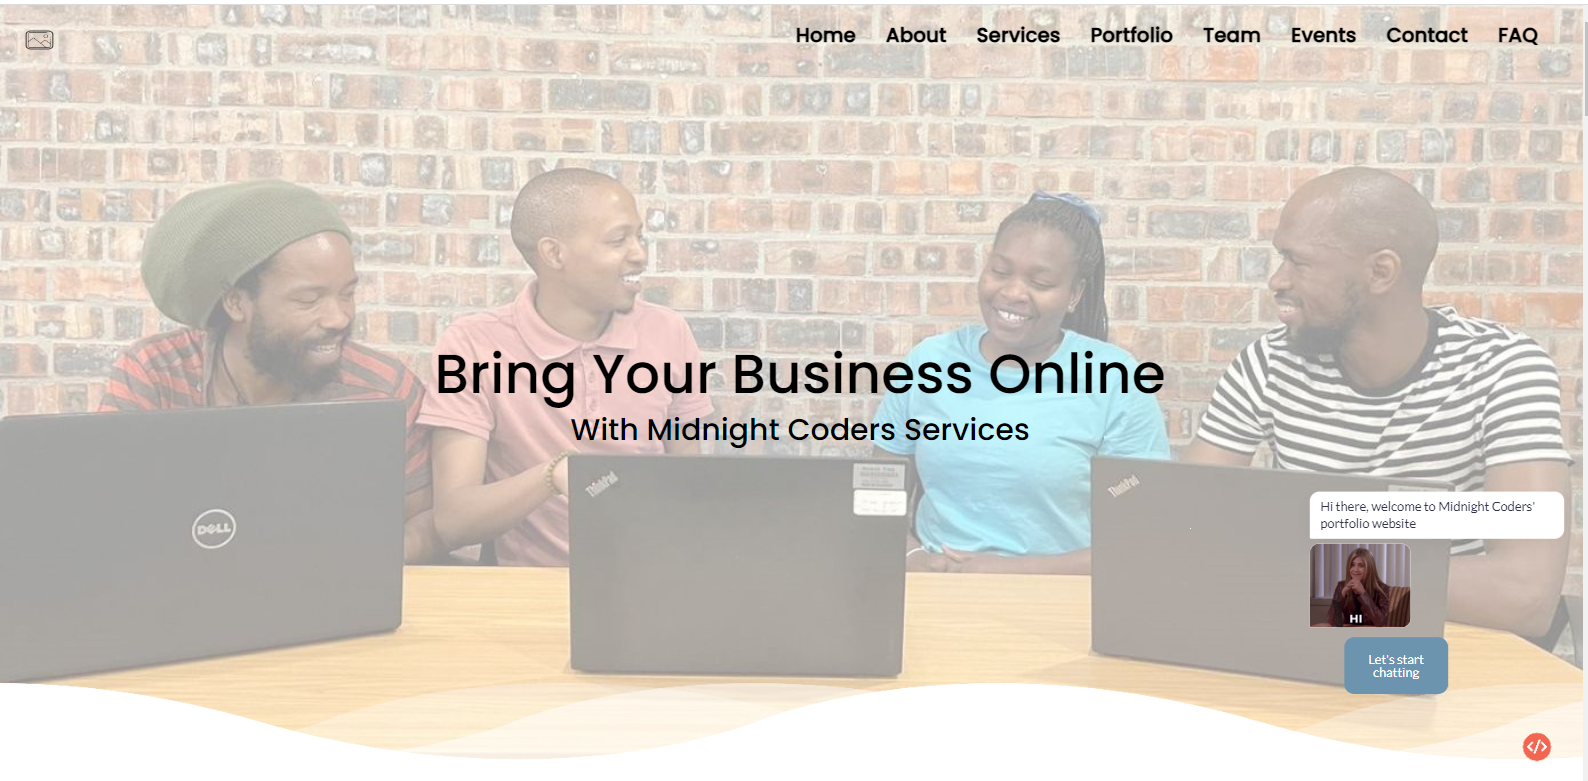 Home About Services Portfolio Team Events Contact FAQ
Bring Your Business Online
With Midnight Coders Services
DELL
ThinkPad
ThinkPad
Hi there, welcome to Midnight Coders'
portfolio website
HI
Let's start
chatting